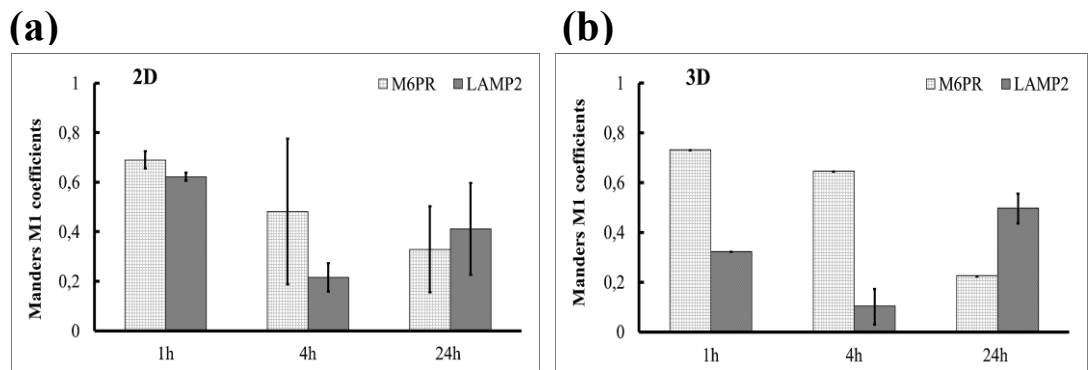 (a)
(b)
2D
M6PR LAMP2
Manders M1 coefficients
1
0,8
0,6
0,4
0,2
0
1h 4h 24h
3D
M6PR LAMP2
Manders M1 coefficients
1
0,8
0,6
0,4
0,2
0
1h 4h 24h